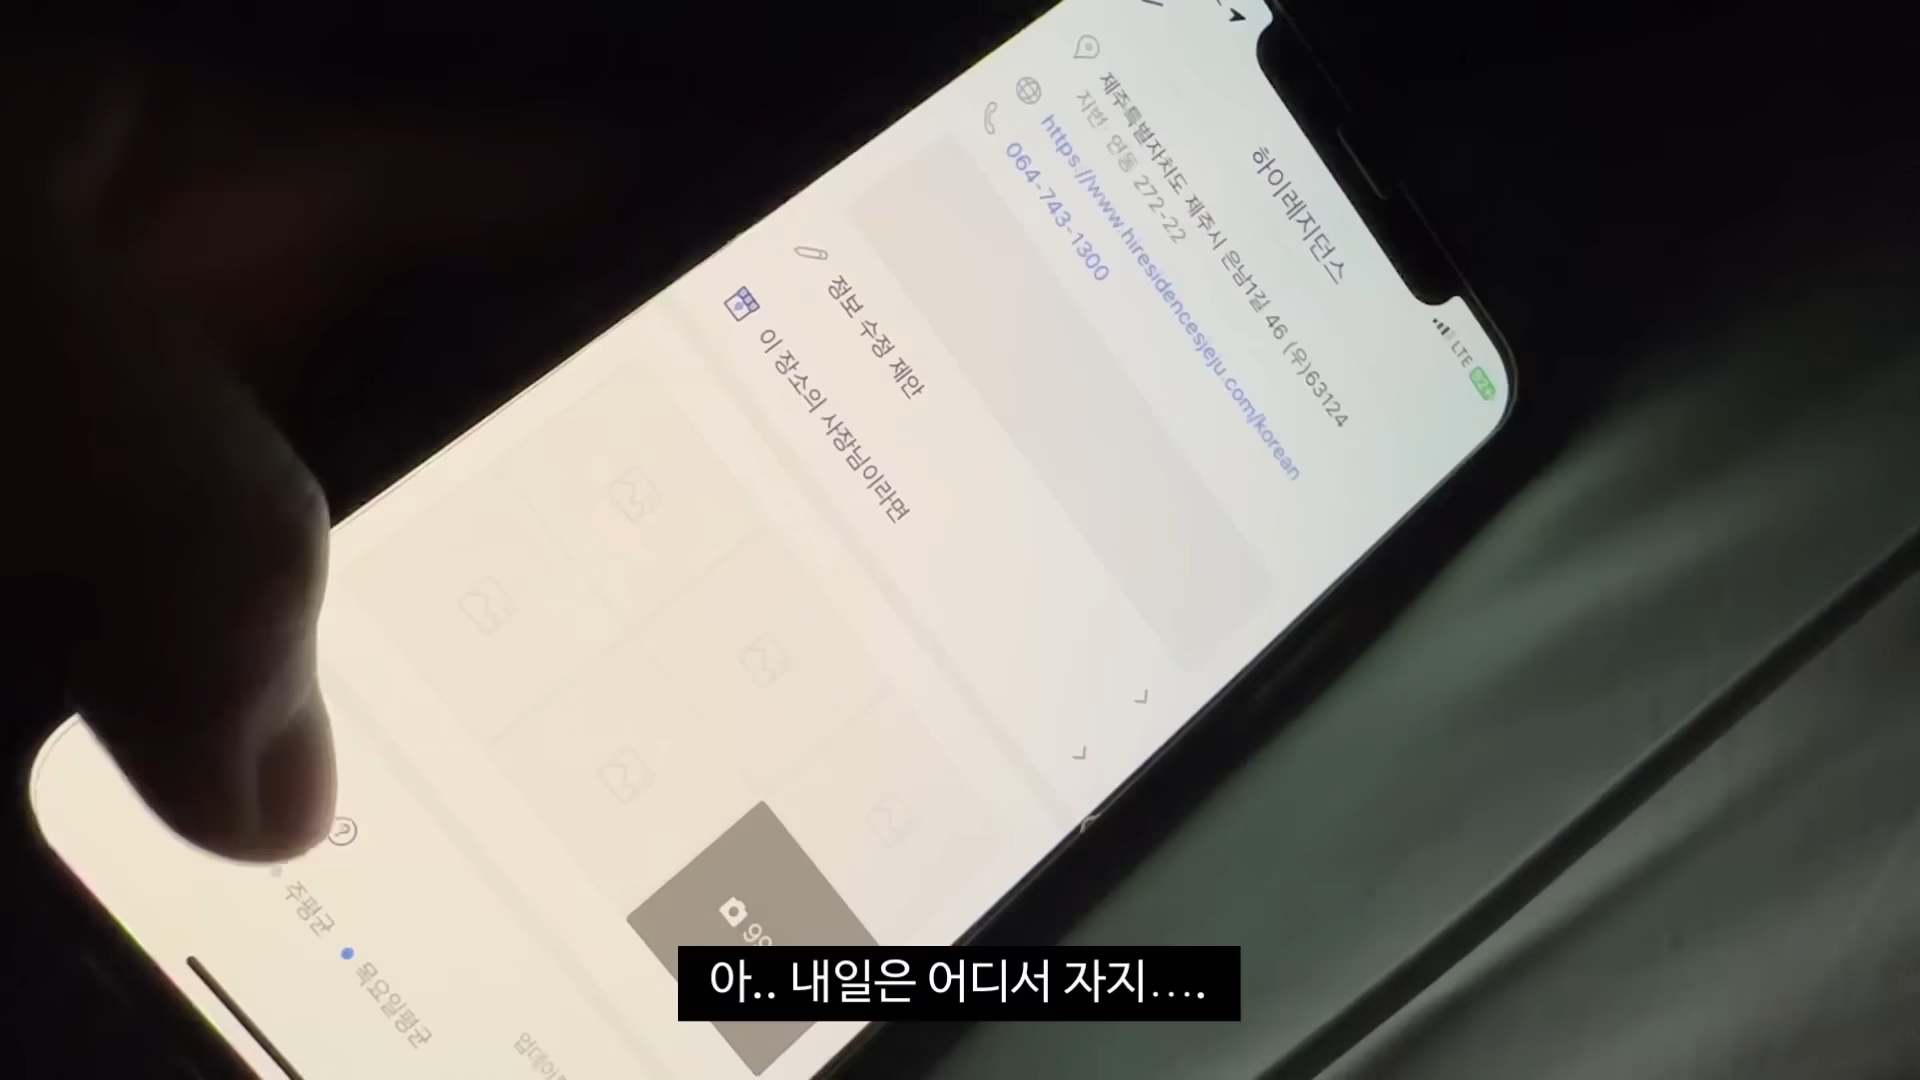 LTE
하이레지던스
제주특별자치도 제주시 은남1길 46 (우)63124
지번 연동 272-22
https://www.hiresidencesjeju.com/korean
064-743-1300
정보 수정 제안
이 장소의 사장님이라면
99
주평균
목요일평균
아.. 내일은 어디서 자지....